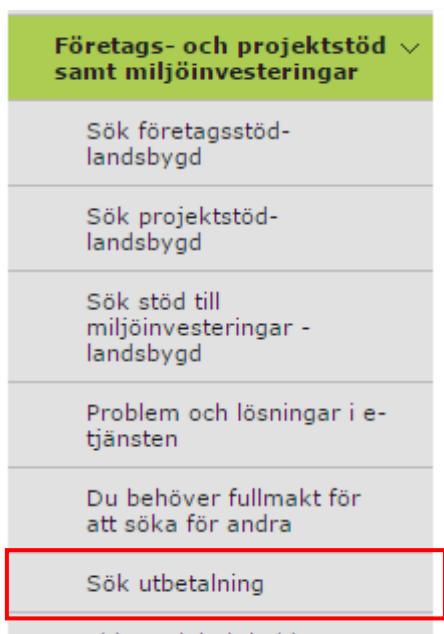 Företags- och projektstöd
samt miljöinvesteringar
Sök företagsstöd-
landsbygd
Sök projektstöd-
landsbygd
Sök stöd till
miljöinvesteringar -
landsbygd
Problem och lösningar i e-
tjänsten
Du behöver fullmakt för
att söka för andra
Sök utbetalning